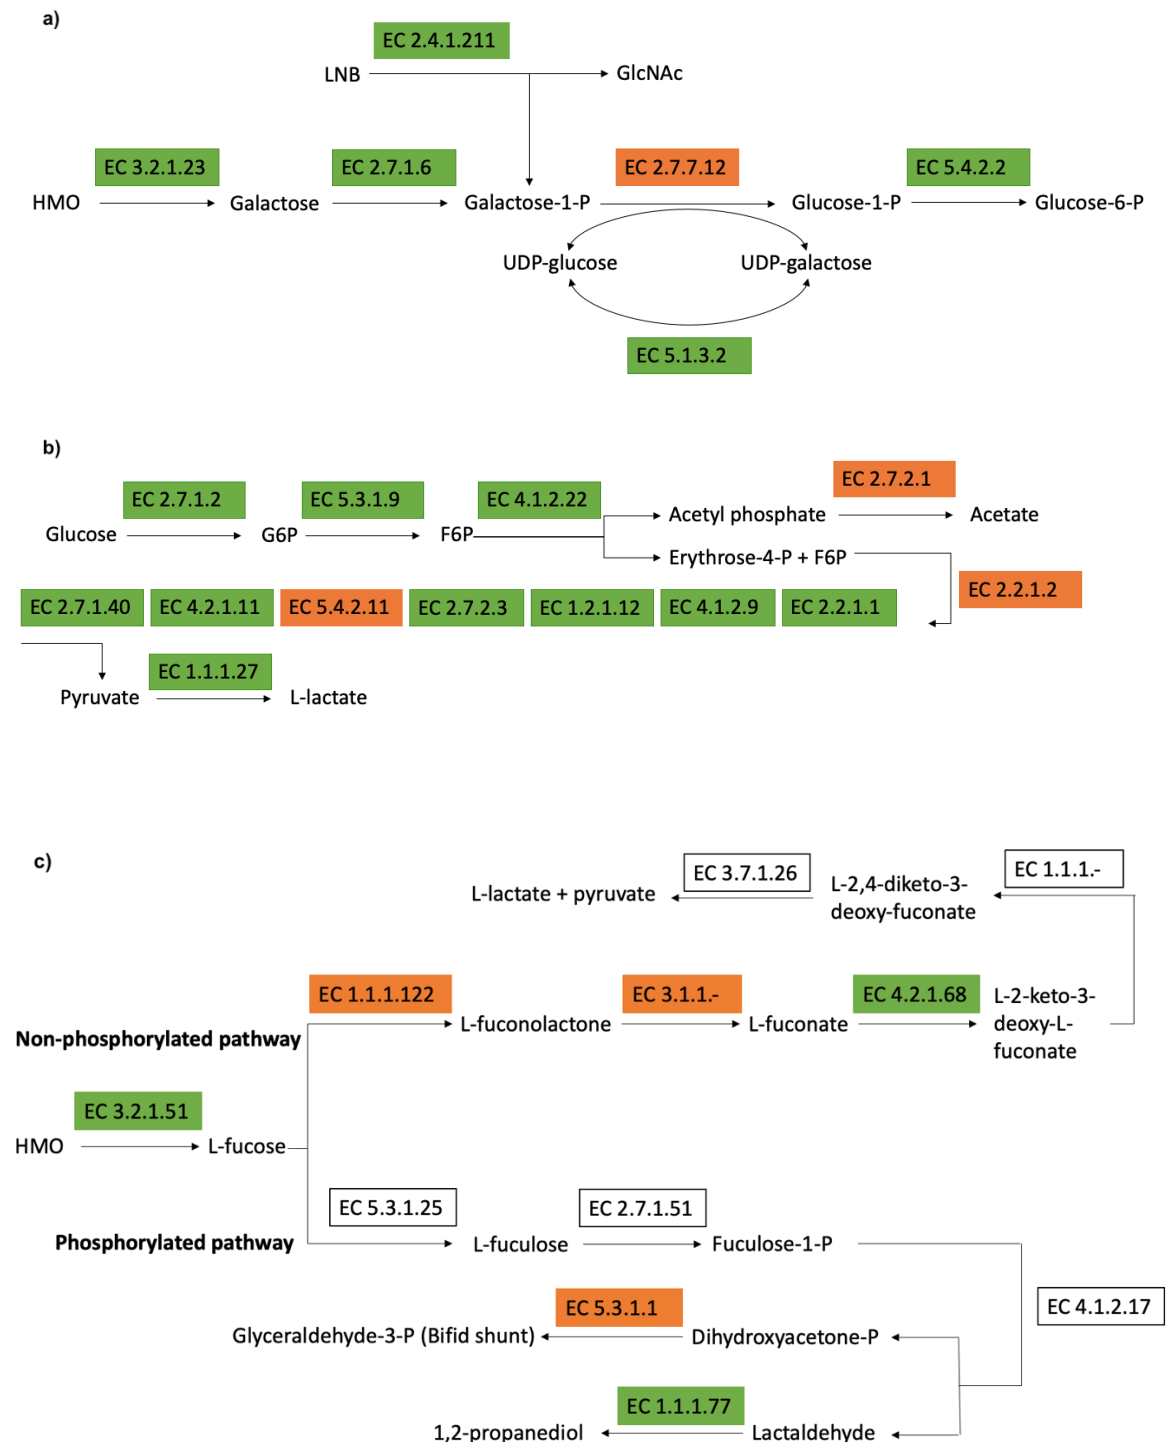 a)
EC 2.4.1.211
LNB GlcNAc
EC 3.2.1.23 EC 2.7.1.6 EC 2.7.7.12 EC 5.4.2.2
HMO Galactose Galactose-1-P Glucose-1-P Glucose-6-P
UDP-glucose UDP-galactose
EC 5.1.3.2
b)
EC 2.7.2.1
EC 2.7.1.2 EC 5.3.1.9 EC 4.1.2.22
Acetyl phosphate Acetate
Glucose G6P F6P
Erythrose-4-P + F6P
EC 2.2.1.2
EC 2.7.1.40 EC 4.2.1.11 EC 5.4.2.11 EC 2.7.2.3 EC 1.2.1.12 EC 4.1.2.9 EC 2.2.1.1
EC 1.1.1.27
Pyruvate L-lactate
c)
EC 3.7.1.26 EC 1.1.1.-
L-lactate + pyruvate L-2,4-diketo-3-
deoxy-fuconate
EC 1.1.1.122 EC 3.1.1.- EC 4.2.1.68
L-fuconolactone L-fuconate L-2-keto-3-
deoxy-L-
fuconate
Non-phosphorylated pathway
EC 3.2.1.51
HMO L-fucose
EC 5.3.1.25 EC 2.7.1.51
Phosphorylated pathway L-fuculose Fuculose-1-P
EC 5.3.1.1 EC 4.1.2.17
Glyceraldehyde-3-P (Bifid shunt) Dihydroxyacetone-P
EC 1.1.1.77
1,2-propanediol Lactaldehyde